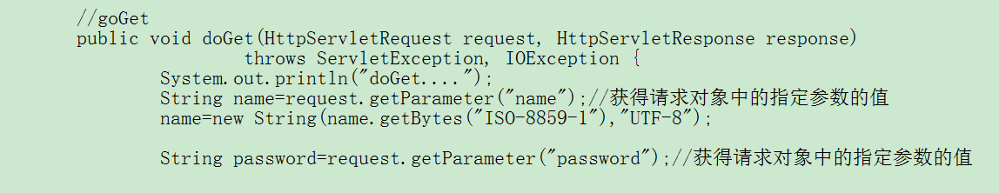 //goGet
public void doGet(HttpServletRequest request, HttpServletResponse response)
throws ServletException, IOException {
System.out.println("doGet....");
String name=request.getParameter("name");//获得请求对象中的指定参数的值
name=new String(name.getBytes("ISO-8859-1"),"UTF-8");
String password=request.getParameter("password");//获得请求对象中的指定参数的值